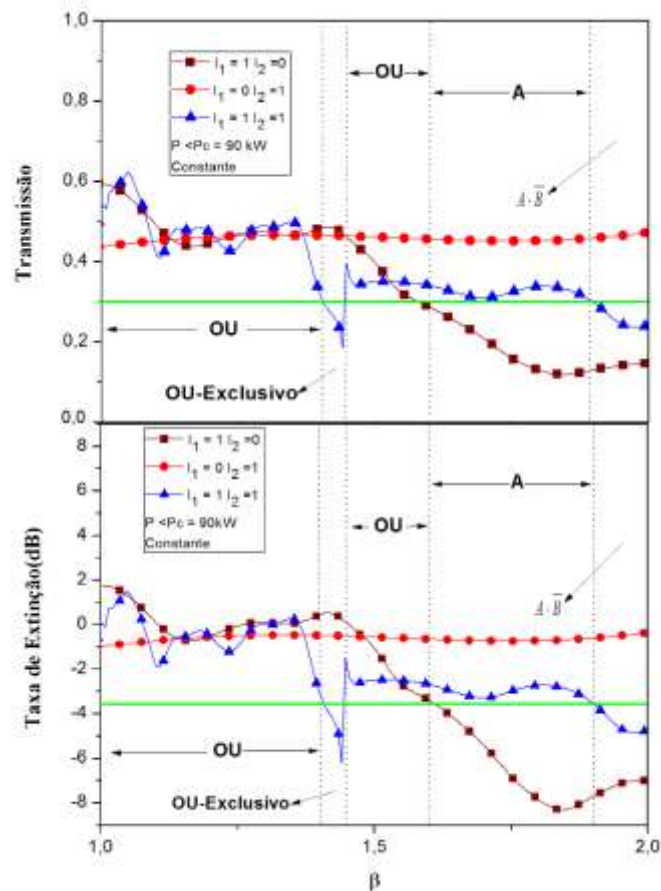 1,0
0,8
0,6
0,4
0,2
0,0
Transmissão
I₁ = 1 I₂ =0
I₁ = 0 I₂ =1
I₁ = 1 I₂ =1
P <Pc = 90 kW
Constante
OU
A
A·B̅
OU
OU-Exclusivo
8
6
4
2
0
-2
-4
-6
-8
Taxa de Extinção(dB)
I₁ = 1 I₂ =0
I₁ = 0 I₂ =1
I₁ = 1 I₂ =1
P <Pc = 90kW
Constante
A
OU
A·B̅
OU
OU-Exclusivo
1,0
1,5
2,0
β